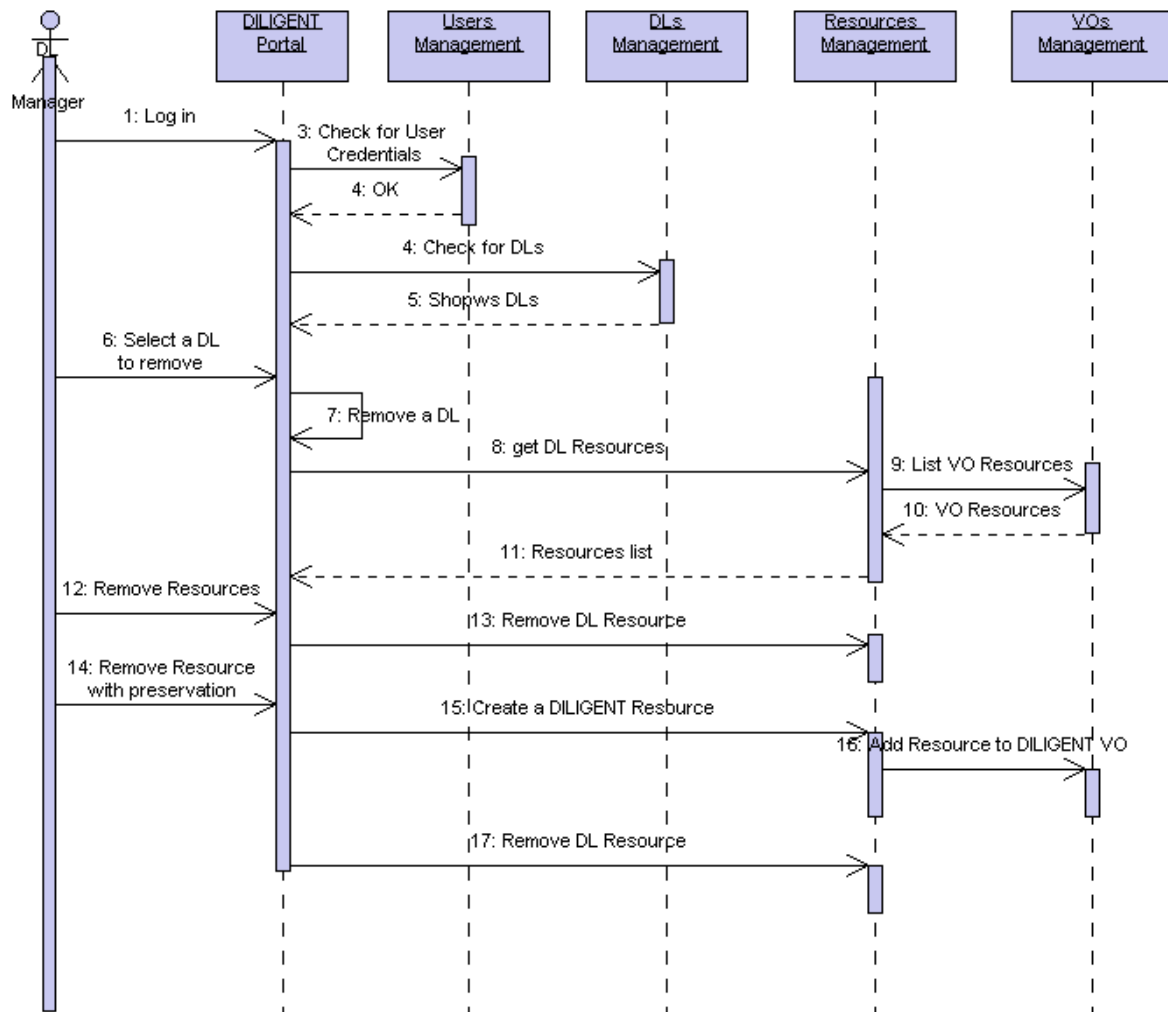 DILIGENT
Portal
Users
Management
DLs
Management
Resources
Management
VOs
Management
DL
Manager
1: Log in
3: Check for User
Credentials
4: OK
4: Check for DLs
5: Shopws DLs
6: Select a DL
to remove
7: Remove a DL
8: get DL Resources
9: List VO Resources
10: VO Resources
11: Resources list
12: Remove Resources
13: Remove DL Resource
14: Remove Resource
with preservation
15: Create a DILIGENT Resource
16: Add Resource to DILIGENT VO
17: Remove DL Resource